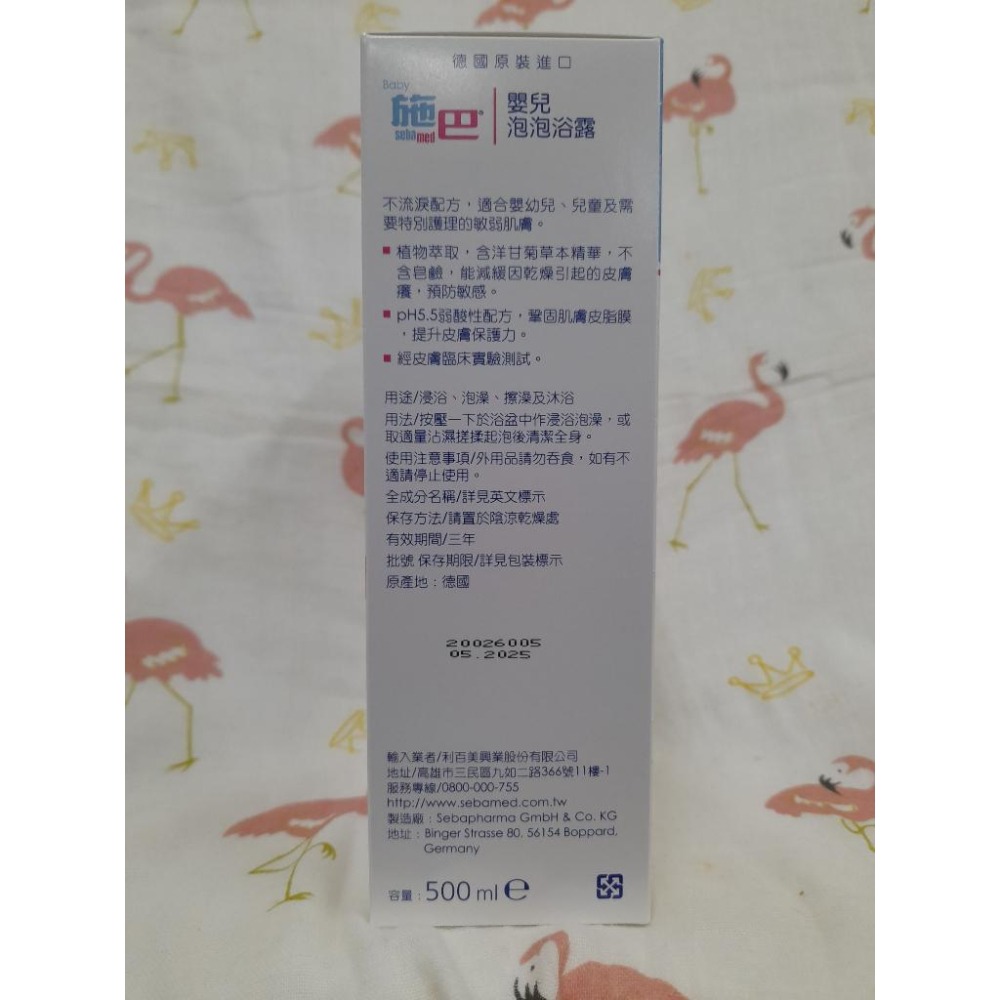 德國原裝進口
Baby
施巴
sebamed
嬰兒
泡泡浴露
不流淚配方，適合嬰幼兒、兒童及需
要特別護理的敏弱肌膚。
■ 植物萃取，含洋甘菊草本精華，不
含皂鹼，能減緩因乾燥引起的皮膚
癢，預防敏感。
■ pH5.5弱酸性配方，鞏固肌膚皮脂膜
，提升皮膚保護力。
■ 經皮膚臨床實驗測試。
用途/浸浴、泡澡、擦澡及沐浴
用法/按壓一下於浴盆中作浸浴泡澡，或
取適量沾濕搓揉起泡後清潔全身。
使用注意事項/外用品請勿吞食，如有不
適請停止使用。
全成分名稱/詳見英文標示
保存方法/請置於陰涼乾燥處
有效期間/三年
批號 保存期限/詳見包裝標示
原產地：德國
20026005
05.2025
輸入業者/利百美興業股份有限公司
地址/高雄市三民區九如二路366號11樓-1
服務專線/0800-000-755
http://www.sebamed.com.tw
製造廠：Sebapharma GmbH & Co. KG
地址：Binger Strasse 80, 56154 Boppard,
Germany
容量：500 ml ℮